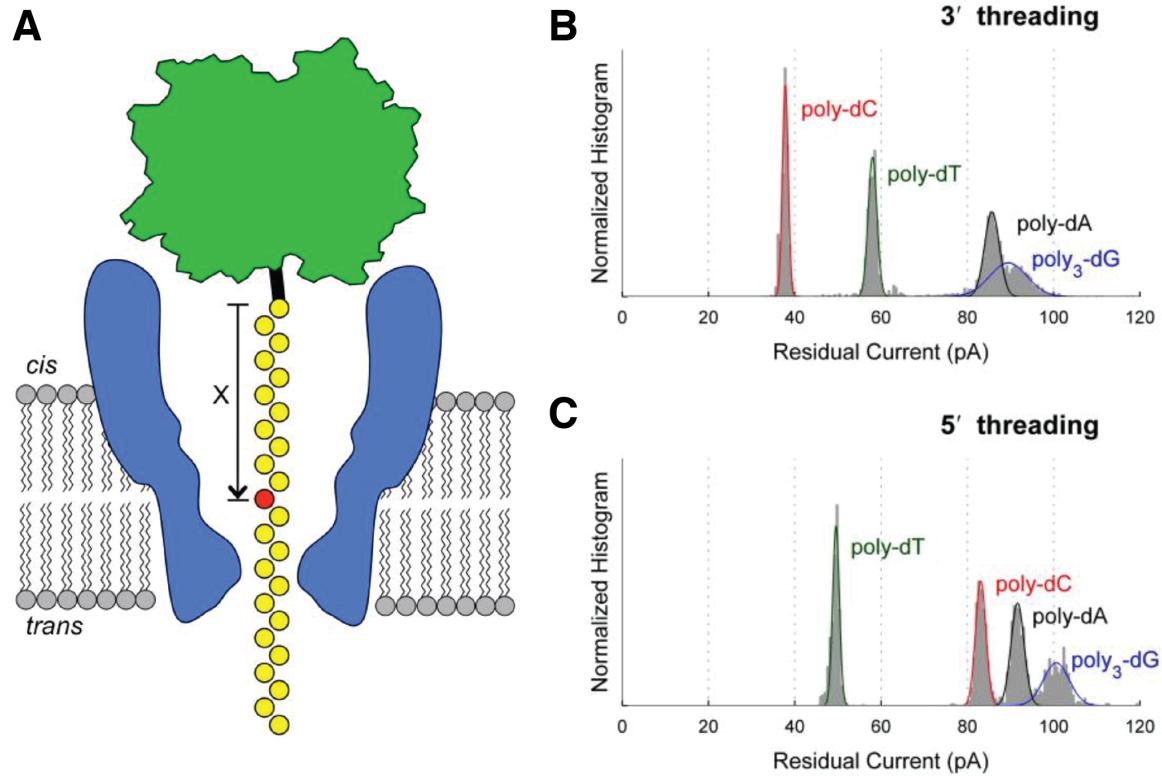 A
cis
X
trans
B
3′ threading
Normalized Histogram
poly-dC
poly-dT
poly-dA
poly3-dG
0 20 40 60 80 100 120
Residual Current (pA)
C
5′ threading
Normalized Histogram
poly-dT
poly-dC
poly-dA
poly3-dG
0 20 40 60 80 100 120
Residual Current (pA)